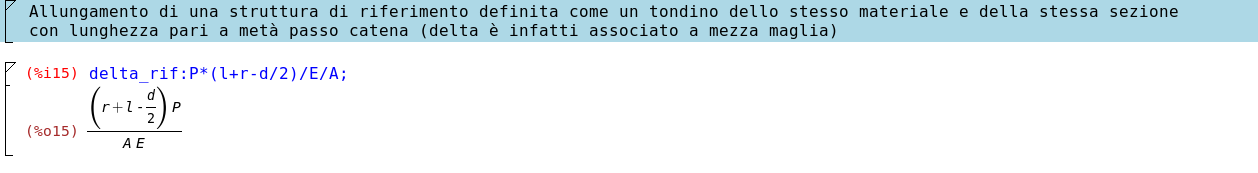 Allungamento di una struttura di riferimento definita come un tondino dello stesso materiale e della stessa sezione
con lunghezza pari a metà passo catena (delta è infatti associato a mezza maglia)
(%i15) delta_rif:P*(l+r-d/2)/E/A;
(%o15) (r+l-d/2) P / A E